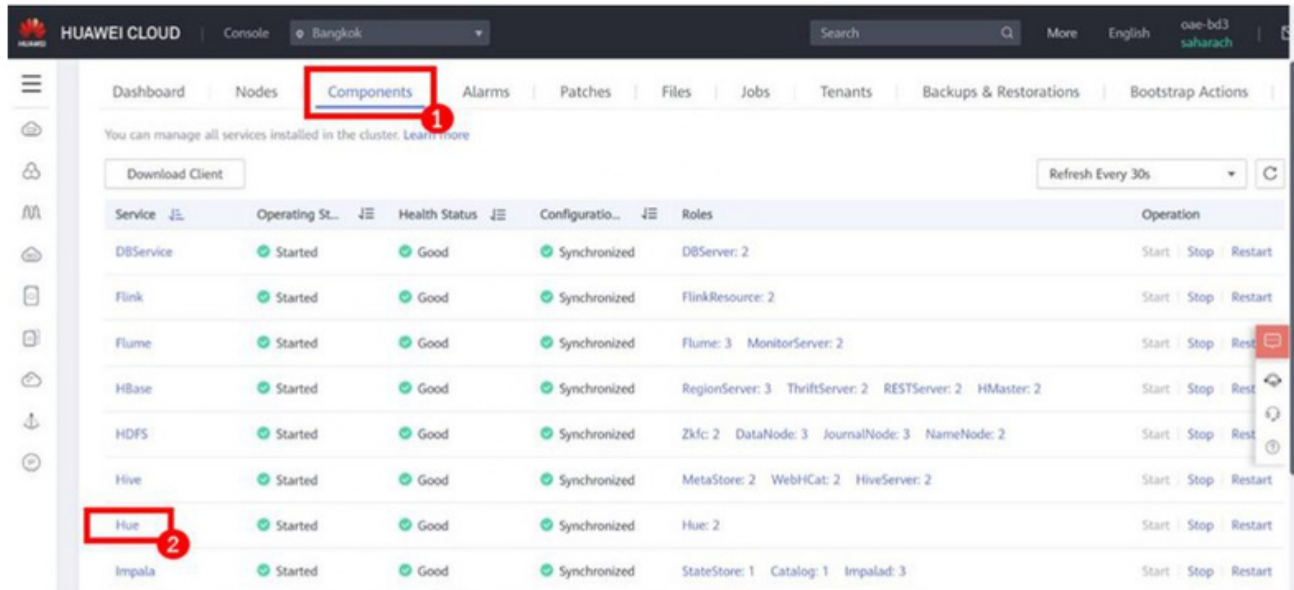 HUAWEI HUAWEI CLOUD Console Bangkok Search More English oae-bd3
saharach
Dashboard Nodes Components Alarms Patches Files Jobs Tenants Backups & Restorations Bootstrap Actions
1
You can manage all services installed in the cluster. Learn more
Download Client Refresh Every 30s
Service Operating St... Health Status Configuratio... Roles Operation
DBService Started Good Synchronized DBServer: 2 Start Stop Restart
Flink Started Good Synchronized FlinkResource: 2 Start Stop Restart
Flume Started Good Synchronized Flume: 3 MonitorServer: 2 Start Stop Rest
HBase Started Good Synchronized RegionServer: 3 ThriftServer: 2 RESTServer: 2 HMaster: 2 Start Stop Rest
HDFS Started Good Synchronized Zkfc: 2 DataNode: 3 JournalNode: 3 NameNode: 2 Start Stop Rest
Hive Started Good Synchronized MetaStore: 2 WebHCat: 2 HiveServer: 2 Start Stop Restart
Hue Started Good Synchronized Hue: 2 Start Stop Restart
2
Impala Started Good Synchronized StateStore: 1 Catalog: 1 Impalad: 3 Start Stop Restart